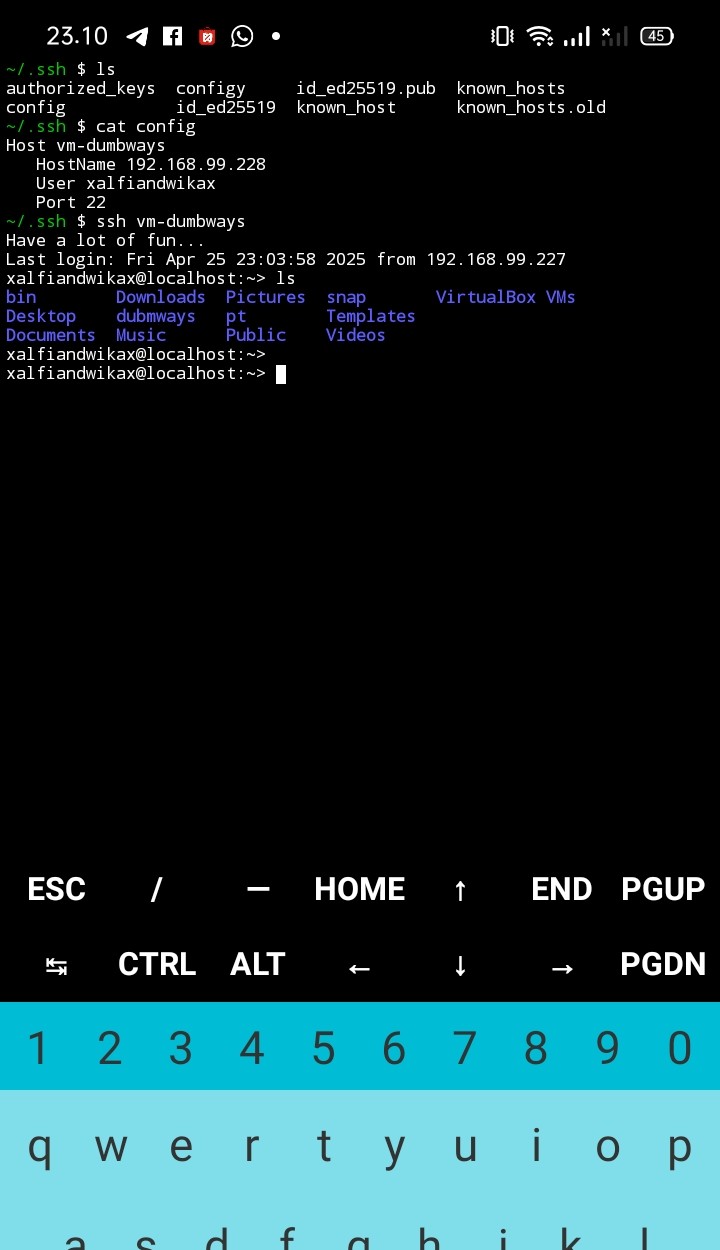 23.10 45
~/.ssh $ ls
authorized_keys  configy     id_ed25519.pub  known_hosts
config           id_ed25519  known_host      known_hosts.old
~/.ssh $ cat config
Host vm-dumbways
   HostName 192.168.99.228
   User xalfiandwikax
   Port 22
~/.ssh $ ssh vm-dumbways
Have a lot of fun...
Last login: Fri Apr 25 23:03:58 2025 from 192.168.99.227
xalfiandwikax@localhost:~> ls
bin        Downloads  Pictures  snap       VirtualBox VMs
Desktop    dubmways   pt        Templates
Documents  Music      Public    Videos
xalfiandwikax@localhost:~>
xalfiandwikax@localhost:~>
ESC / — HOME ↑ END PGUP
↹ CTRL ALT ← ↓ → PGDN
1 2 3 4 5 6 7 8 9 0
q w e r t y u i o p
a s d f g h j k l